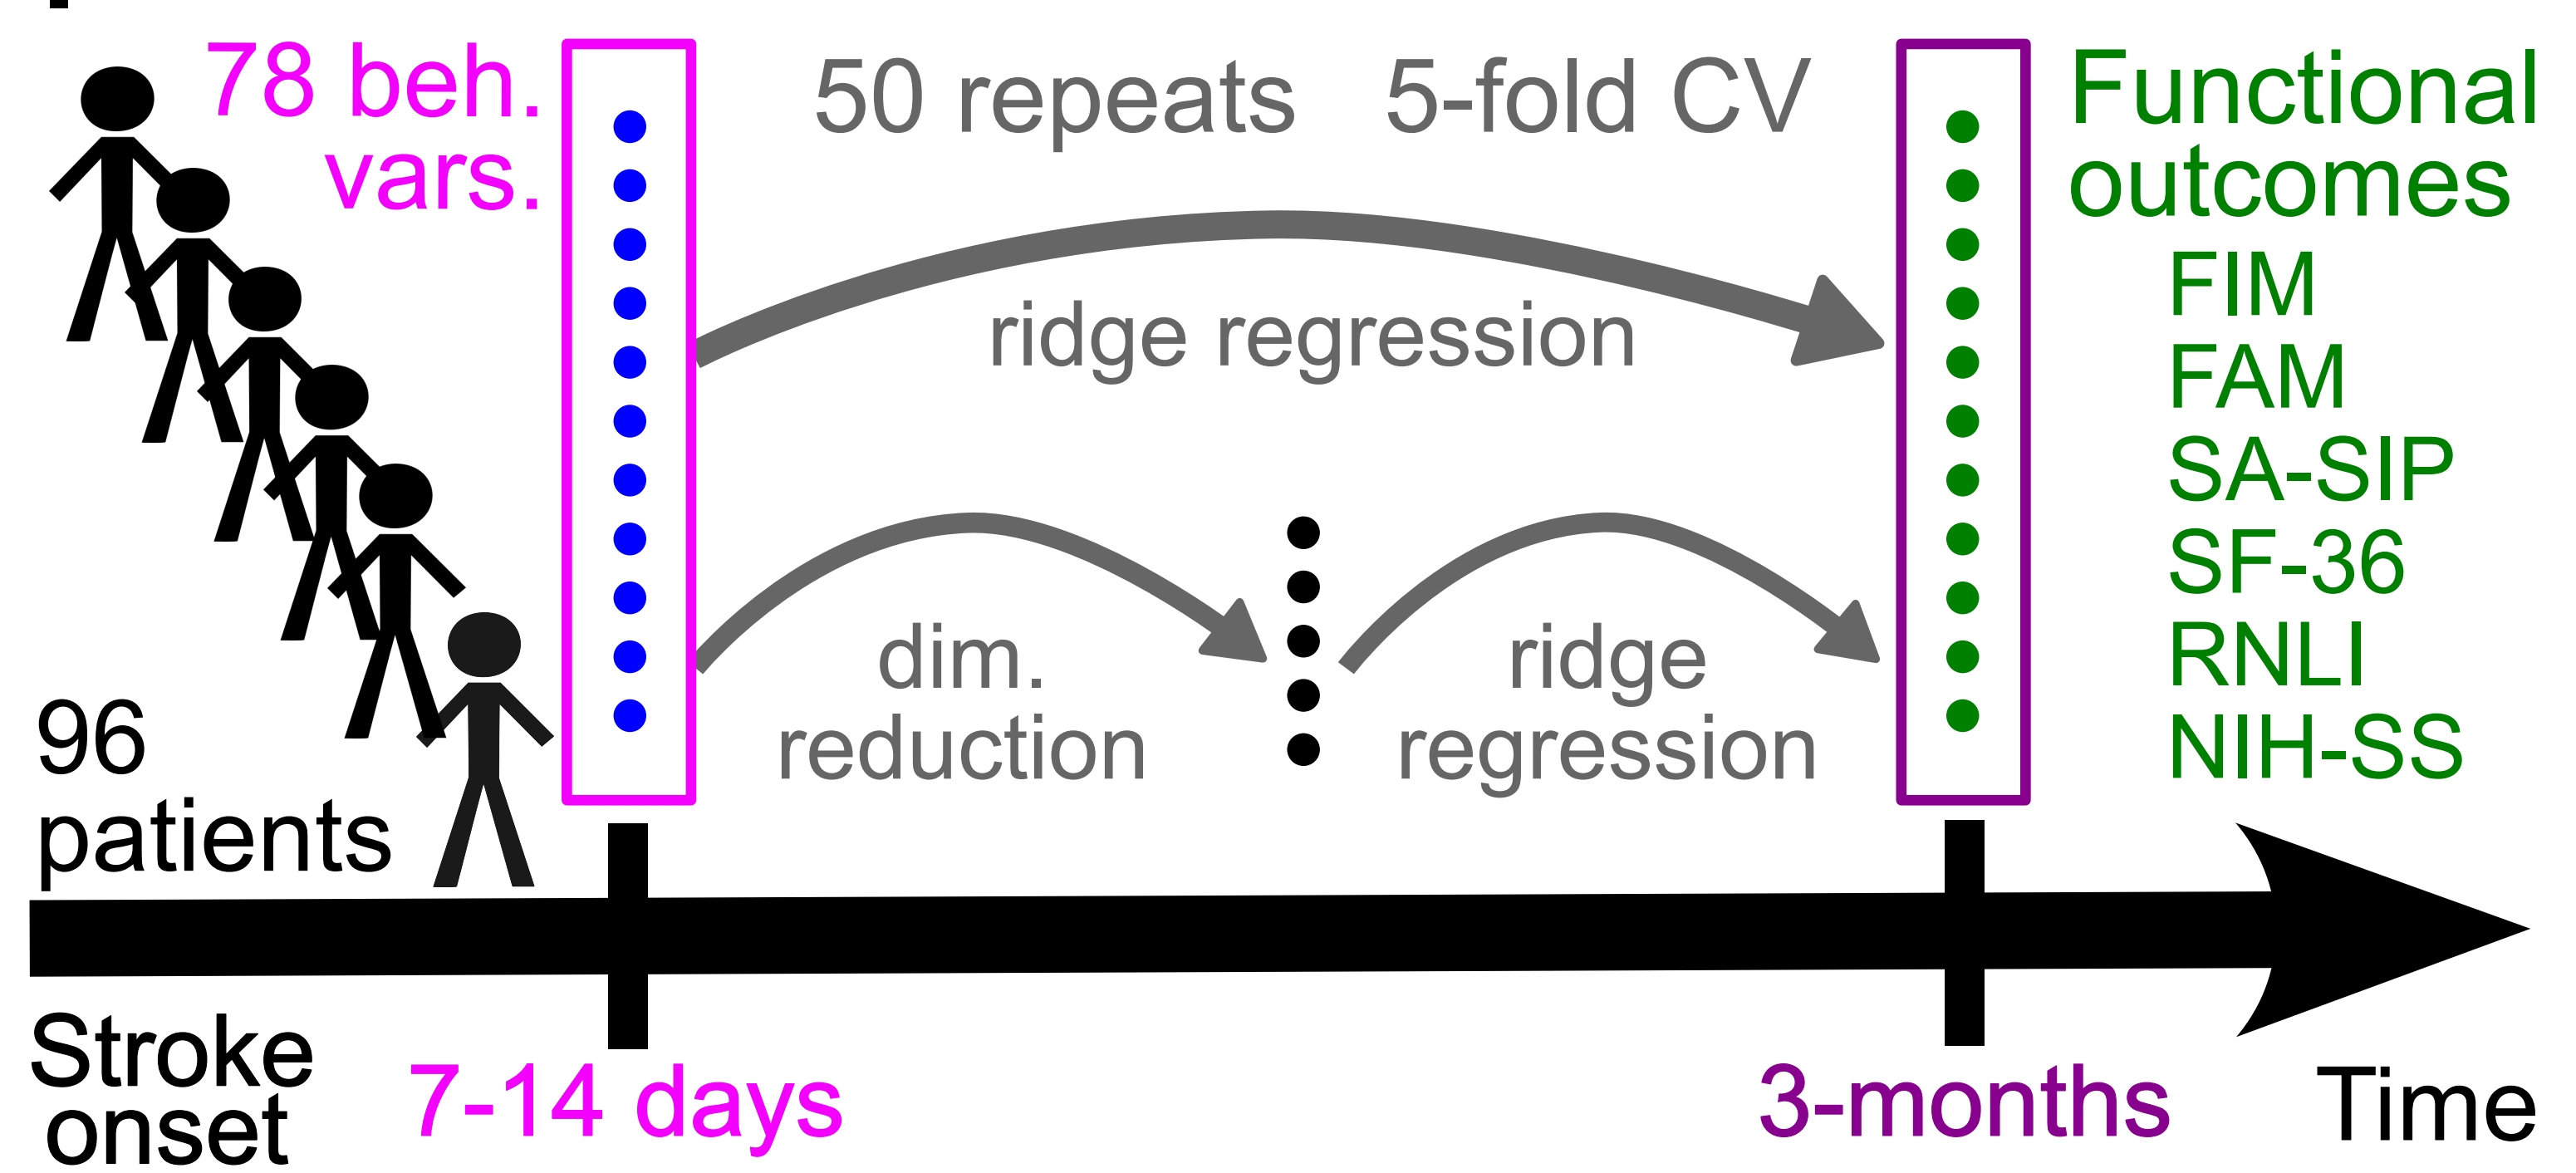 78 beh.
vars.
50 repeats 5-fold CV
ridge regression
dim.
reduction
ridge
regression
Functional
outcomes
FIM
FAM
SA-SIP
SF-36
RNLI
NIH-SS
96
patients
Stroke
onset
7-14 days
3-months
Time